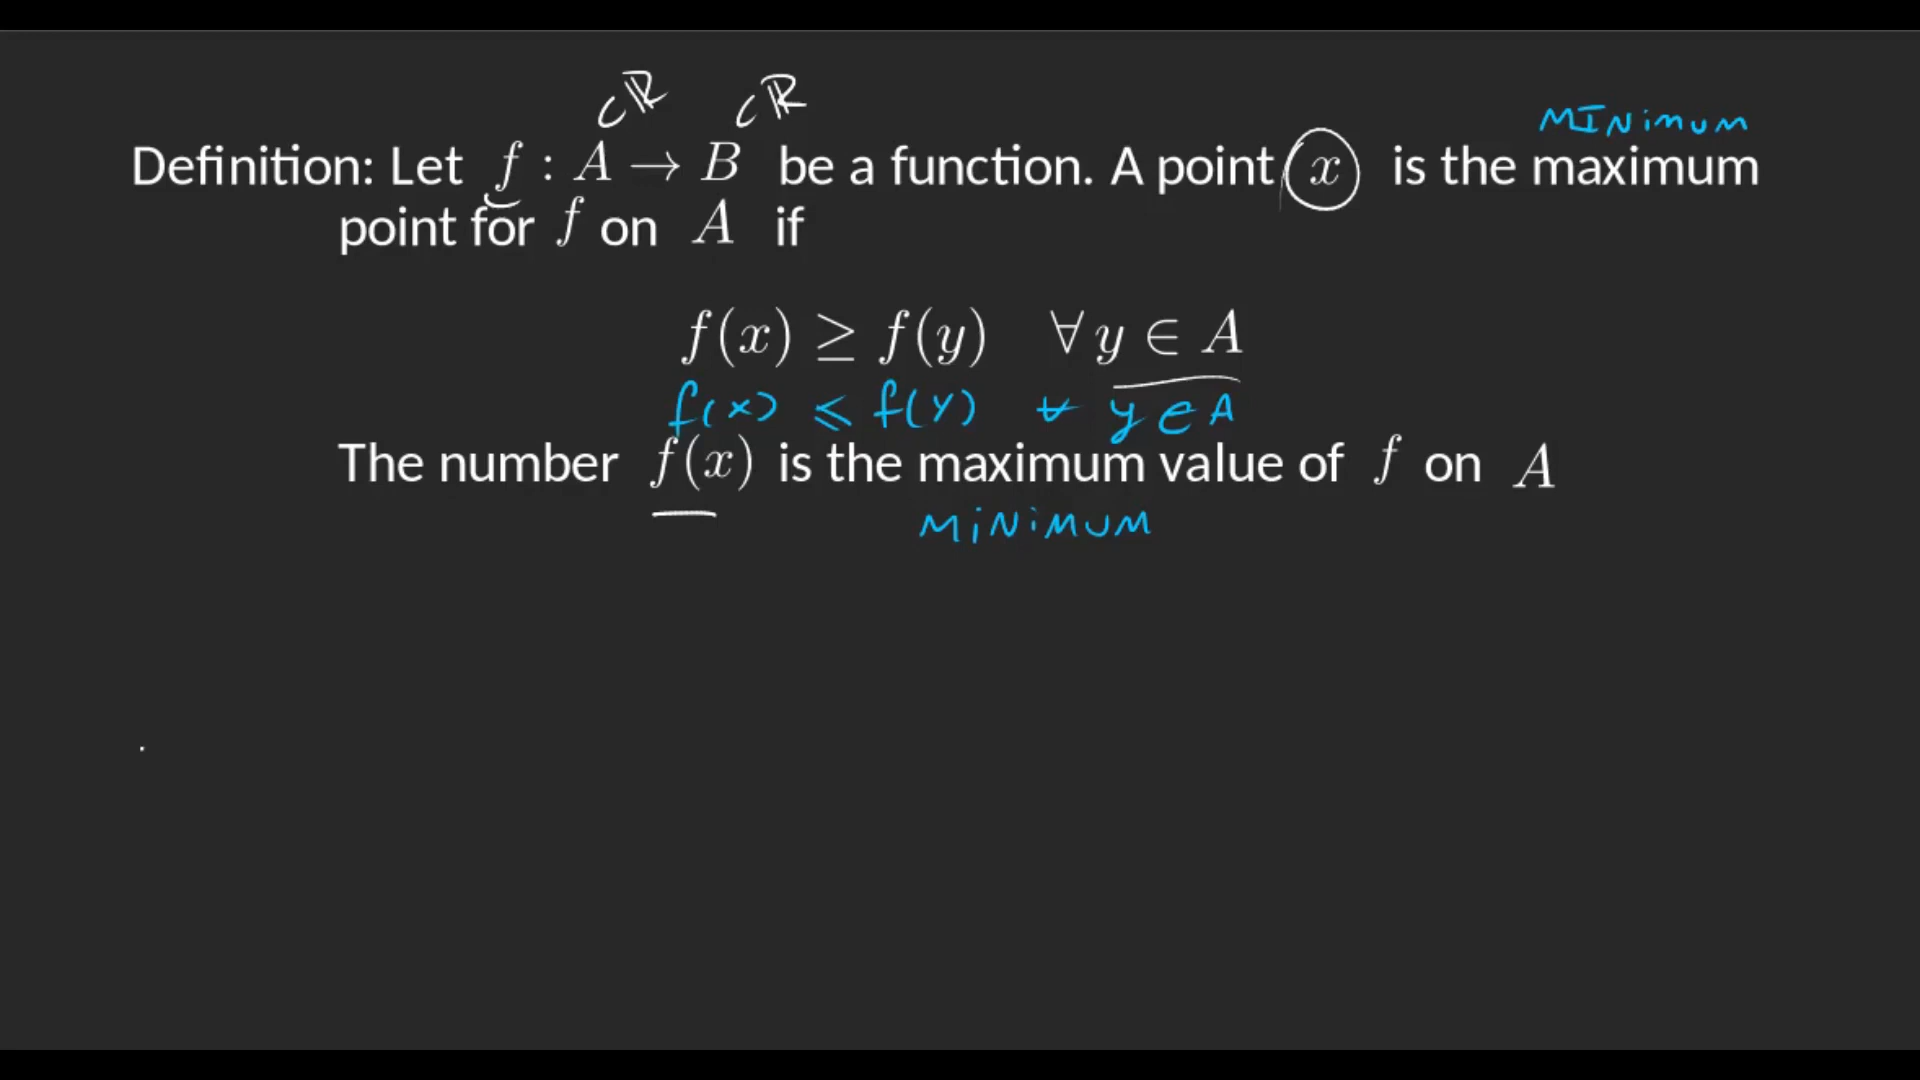 ⊂ℝ ⊂ℝ
MINimum
Definition: Let f : A → B be a function. A point x is the maximum
point for f on A if
f(x) ≥ f(y) ∀ y ∈ A
f(x) ≤ f(y) ∀ y ∈ A
The number f(x) is the maximum value of f on A
MiNiMUM